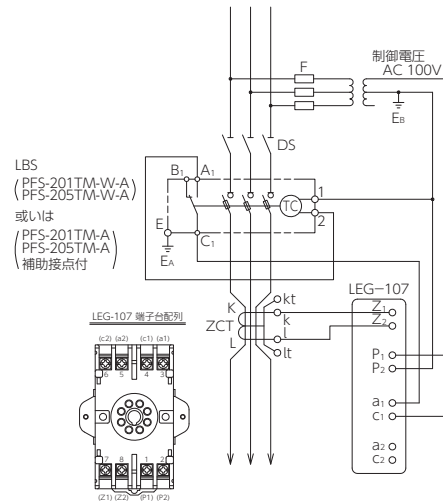 F
制御電圧
AC 100V
EB
DS
LBS
PFS-201TM-W-A
PFS-205TM-W-A
或いは
PFS-201TM-A
PFS-205TM-A
補助接点付
B1 A1
1
TC
2
E
C1
EA
LEG-107 端子台配列
(c2) (a2) (c1) (a1)
6 5 4 3
7 8 1 2
(Z1) (Z2) (P1) (P2)
K
ZCT
L
kt
k
l
lt
LEG-107
Z1
Z2
P1
P2
a1
c1
a2
c2